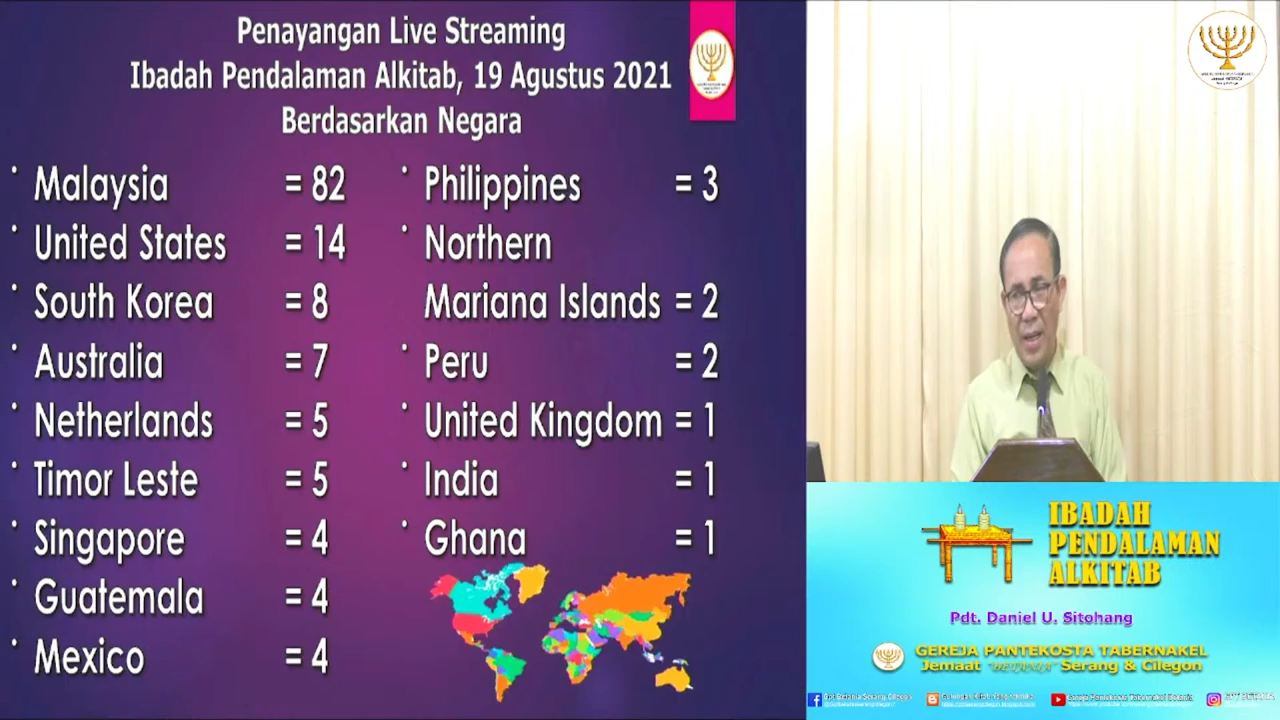 Penayangan Live Streaming
Ibadah Pendalaman Alkitab, 19 Agustus 2021
Berdasarkan Negara
Malaysia = 82
United States = 14
South Korea = 8
Australia = 7
Netherlands = 5
Timor Leste = 5
Singapore = 4
Guatemala = 4
Mexico = 4
Philippines = 3
Northern
Mariana Islands = 2
Peru = 2
United Kingdom = 1
India = 1
Ghana = 1
IBADAH
PENDALAMAN
ALKITAB
Pdt. Daniel U. Sitohang
GEREJA PANTEKOSTA TABERNAKEL
Jemaat "BETANIA" Serang & Cilegon